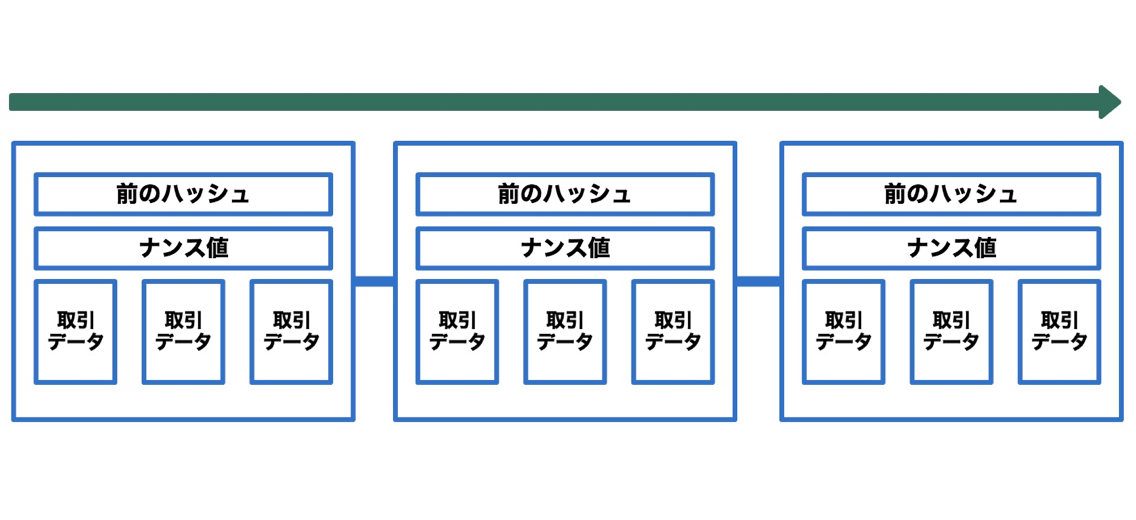 前のハッシュ
ナンス値
取引
データ
取引
データ
取引
データ
前のハッシュ
ナンス値
取引
データ
取引
データ
取引
データ
前のハッシュ
ナンス値
取引
データ
取引
データ
取引
データ